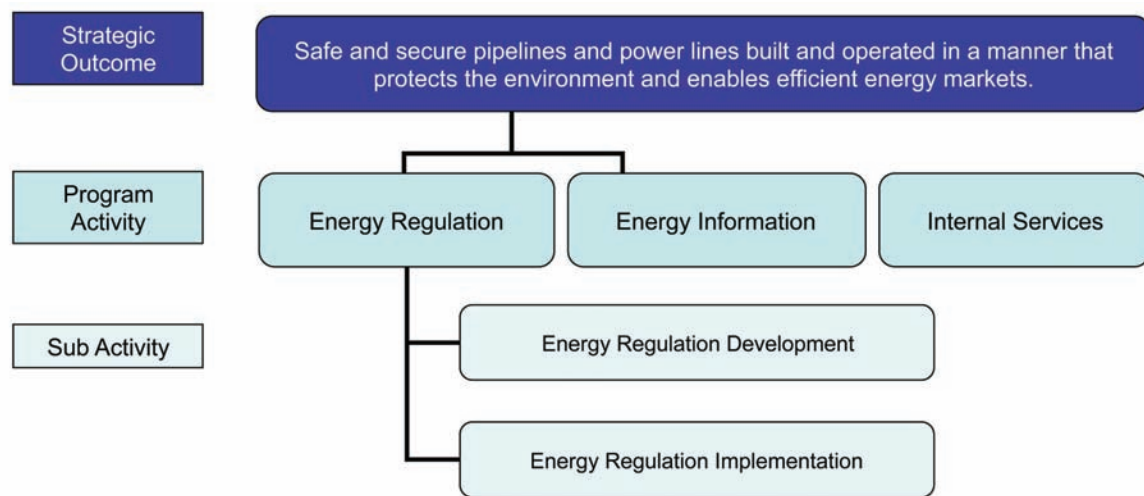 Strategic
Outcome
Safe and secure pipelines and power lines built and operated in a manner that
protects the environment and enables efficient energy markets.
Program
Activity
Energy Regulation
Energy Information
Internal Services
Sub Activity
Energy Regulation Development
Energy Regulation Implementation